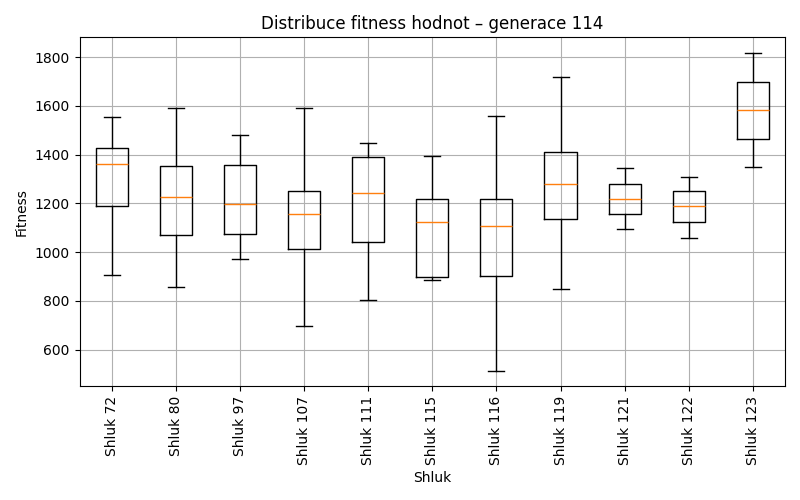 Distribuce fitness hodnot – generace 114
Fitness
1800
1600
1400
1200
1000
800
600
Shluk 72
Shluk 80
Shluk 97
Shluk 107
Shluk 111
Shluk 115
Shluk 116
Shluk 119
Shluk 121
Shluk 122
Shluk 123
Shluk